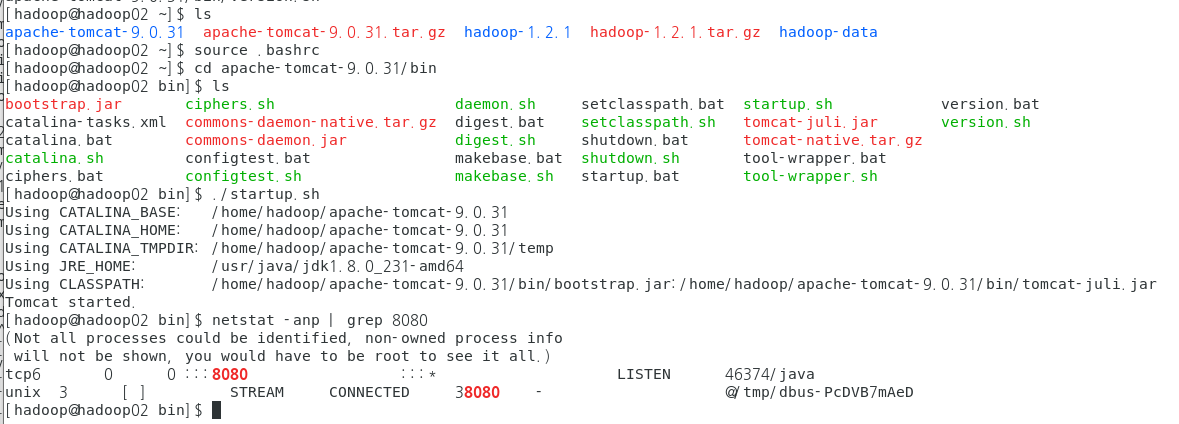 [hadoop@hadoop02 ~]$ ls
apache-tomcat-9.0.31  apache-tomcat-9.0.31.tar.gz  hadoop-1.2.1  hadoop-1.2.1.tar.gz  hadoop-data
[hadoop@hadoop02 ~]$ source .bashrc
[hadoop@hadoop02 ~]$ cd apache-tomcat-9.0.31/bin
[hadoop@hadoop02 bin]$ ls
bootstrap.jar       ciphers.sh                    daemon.sh     setclasspath.bat  startup.sh            version.bat
catalina-tasks.xml  commons-daemon-native.tar.gz  digest.bat    setclasspath.sh   tomcat-juli.jar       version.sh
catalina.bat        commons-daemon.jar            digest.sh     shutdown.bat      tomcat-native.tar.gz
catalina.sh         configtest.bat                makebase.bat  shutdown.sh       tool-wrapper.bat
ciphers.bat         configtest.sh                 makebase.sh   startup.bat       tool-wrapper.sh
[hadoop@hadoop02 bin]$ ./startup.sh
Using CATALINA_BASE:   /home/hadoop/apache-tomcat-9.0.31
Using CATALINA_HOME:   /home/hadoop/apache-tomcat-9.0.31
Using CATALINA_TMPDIR: /home/hadoop/apache-tomcat-9.0.31/temp
Using JRE_HOME:        /usr/java/jdk1.8.0_231-amd64
Using CLASSPATH:       /home/hadoop/apache-tomcat-9.0.31/bin/bootstrap.jar:/home/hadoop/apache-tomcat-9.0.31/bin/tomcat-juli.jar
Tomcat started.
[hadoop@hadoop02 bin]$ netstat -anp | grep 8080
(Not all processes could be identified, non-owned process info
 will not be shown, you would have to be root to see it all.)
tcp6       0      0 :::8080                 :::*                    LISTEN      46374/java
unix  3      [ ]         STREAM     CONNECTED     38080    -                    @/tmp/dbus-PcDVB7mAeD
[hadoop@hadoop02 bin]$